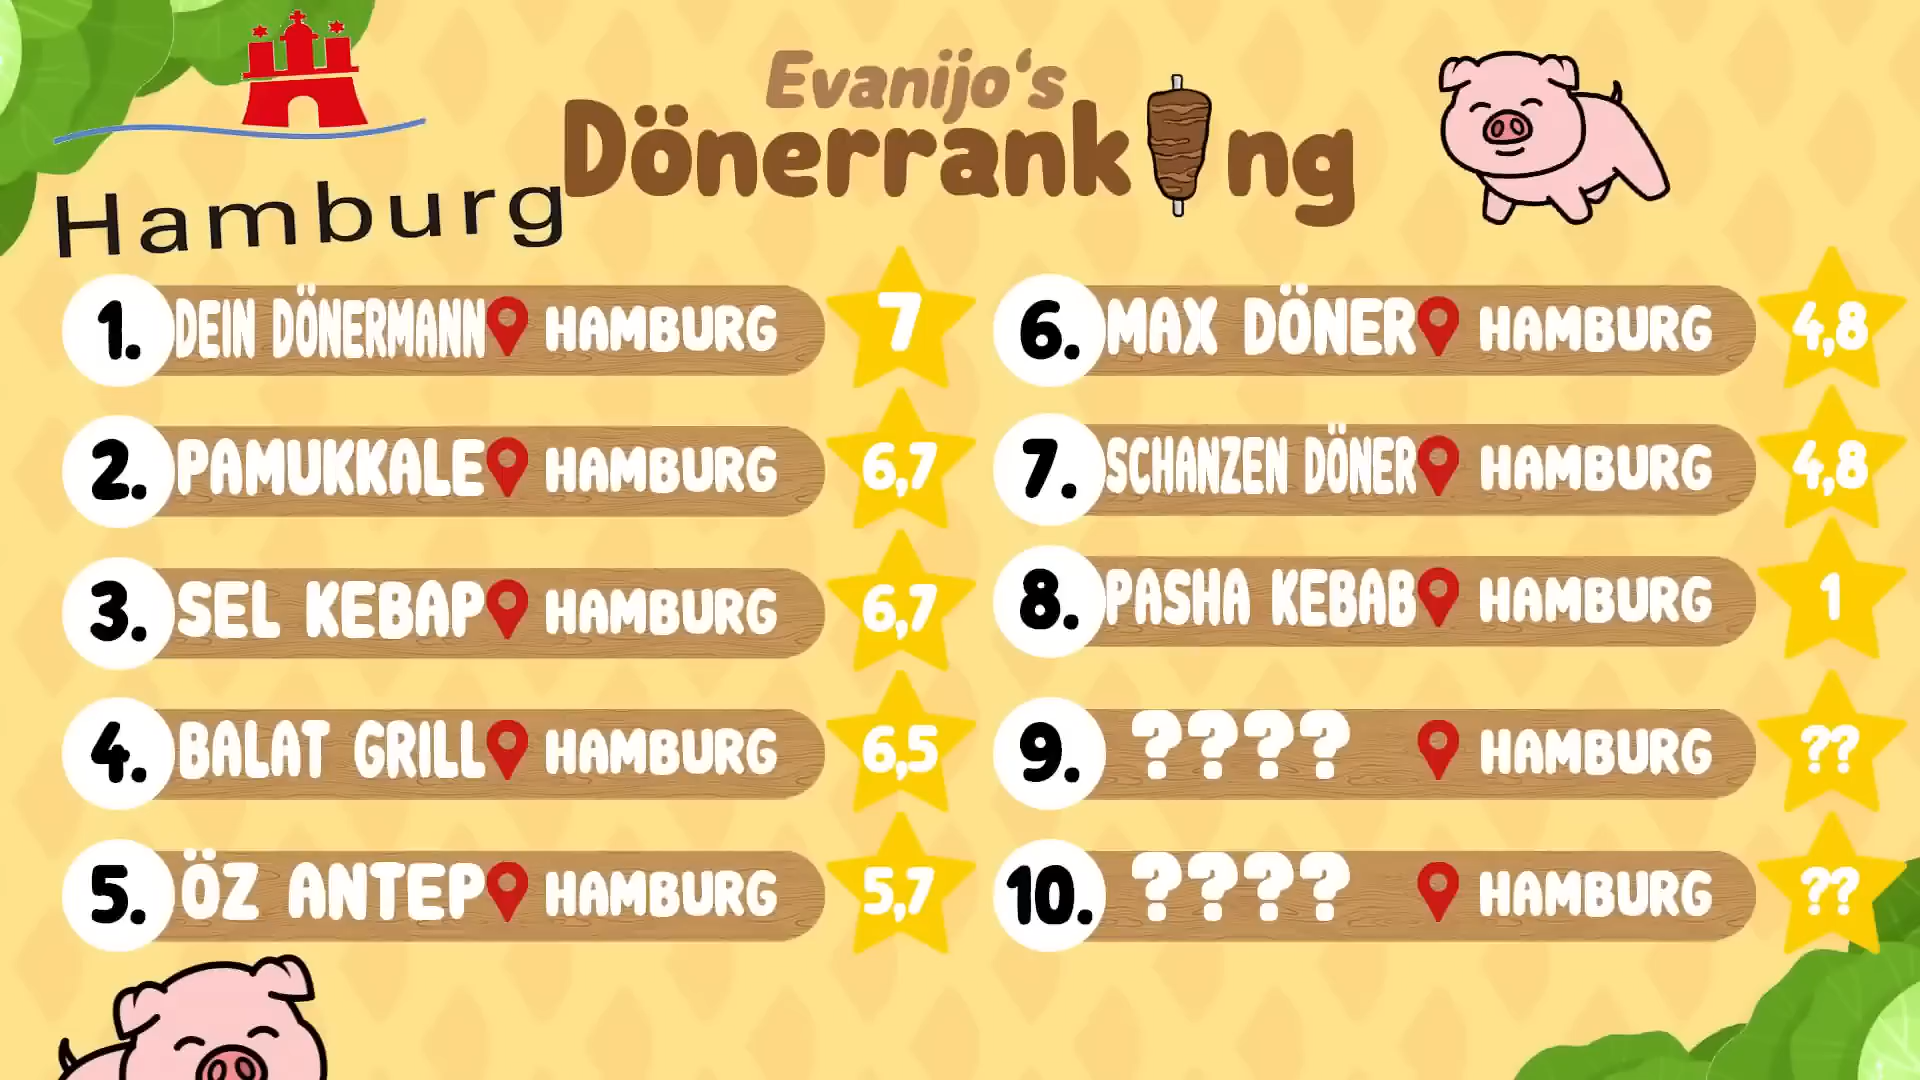 Hamburg
Evanijo‘s
Dönerrank ng
1. DEIN DÖNERMANN HAMBURG 7
2. PAMUKKALE HAMBURG 6,7
3. SEL KEBAP HAMBURG 6,7
4. BALAT GRILL HAMBURG 6,5
5. ÖZ ANTEP HAMBURG 5,7
6. MAX DÖNER HAMBURG 4,8
7. SCHANZEN DÖNER HAMBURG 4,8
8. PASHA KEBAB HAMBURG 1
9. ???? HAMBURG ??
10. ???? HAMBURG ??